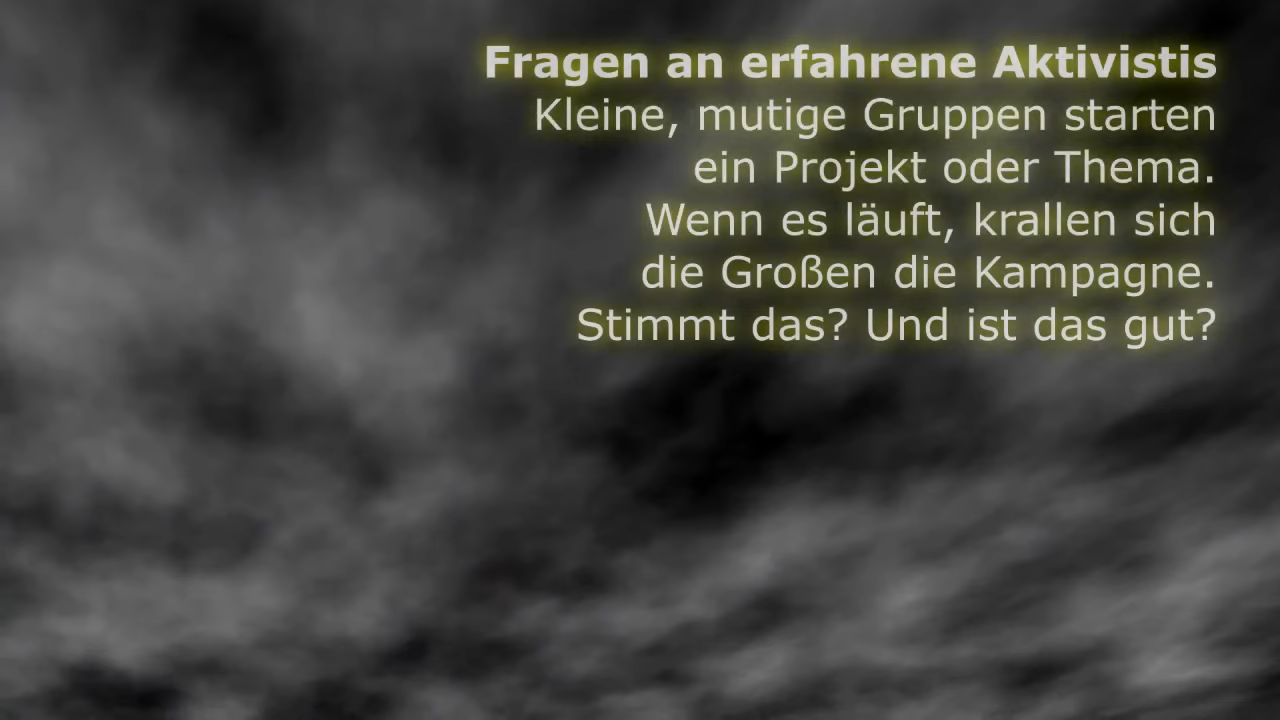 Fragen an erfahrene Aktivistis
Kleine, mutige Gruppen starten
ein Projekt oder Thema.
Wenn es läuft, krallen sich
die Großen die Kampagne.
Stimmt das? Und ist das gut?